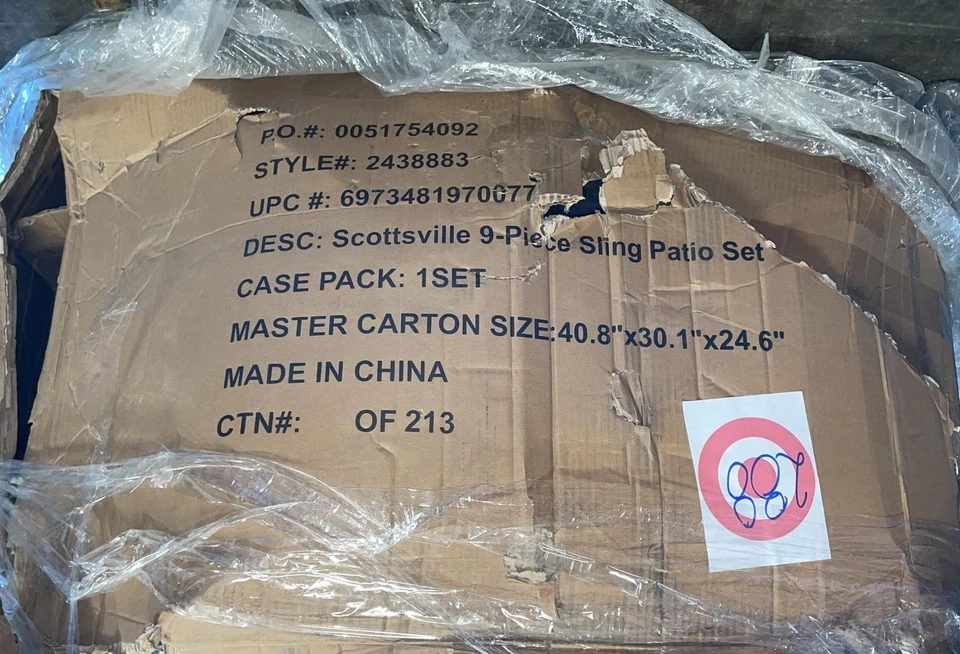 P.O.#: 0051754092
STYLE#: 2438883
UPC #: 6973481970077
DESC: Scottsville 9-Piece Sling Patio Set
CASE PACK: 1SET
MASTER CARTON SIZE:40.8"x30.1"x24.6"
MADE IN CHINA
CTN#: OF 213